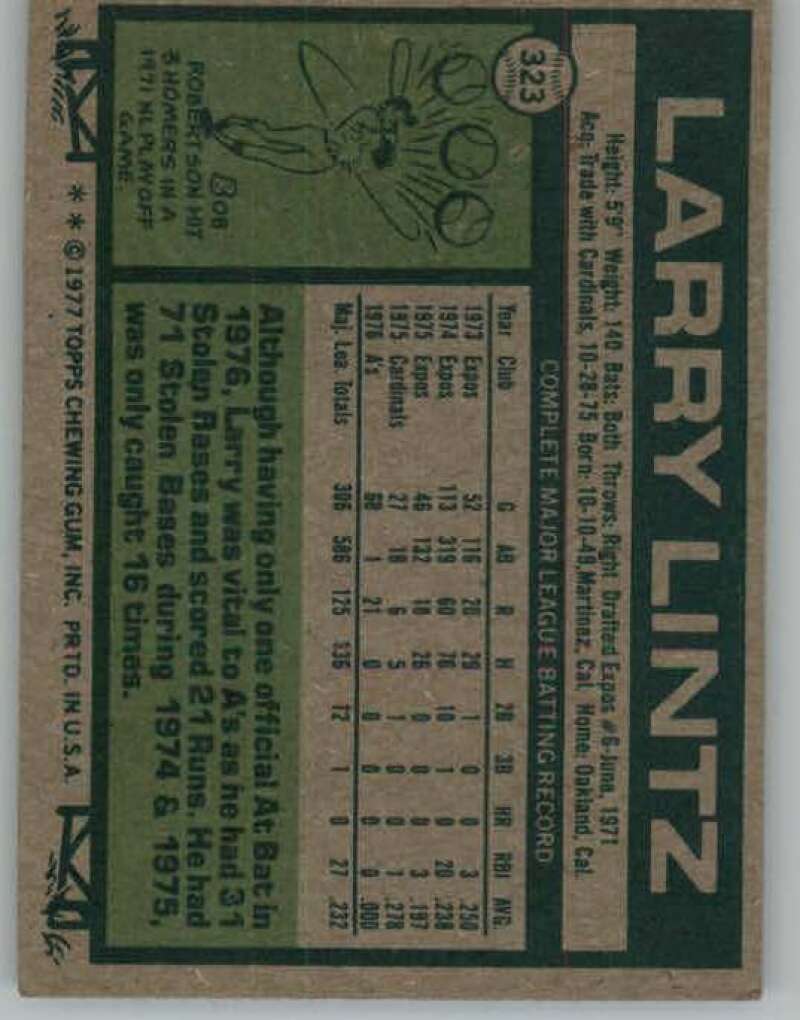 323
LARRY LINTZ
Height: 5'9" Weight: 140 Bats: Both Throws: Right Drafted Expos #6-June, 1971
Acq: Trade with Cardinals, 10-28-75 Born: 10-10-49, Martinez, Cal. Home: Oakland, Cal.
COMPLETE MAJOR LEAGUE BATTING RECORD
Year Club G AB R H 2B 3B HR RBI AVG.
1973 Expos 52 116 20 29 1 0 0 3 .250
1974 Expos 113 319 60 76 10 1 0 20 .238
1975 Expos 46 132 18 26 0 0 0 3 .197
1975 Cardinals 27 18 6 5 1 0 0 1 .278
1976 A's 68 1 21 0 0 0 0 0 .000
Maj. Lea. Totals 306 586 125 136 12 1 0 27 .232
BOB
ROBERTSON HIT
3 HOMERS IN A
1971 NL PLAYOFF
GAME.
Although having only one official At Bat in
1976, Larry was vital to A's as he had 31
Stolen Bases and scored 21 Runs. He had
71 Stolen Bases during 1974 & 1975,
was only caught 16 times.
* * © 1977 TOPPS CHEWING GUM, INC. PRTD. IN U.S.A.